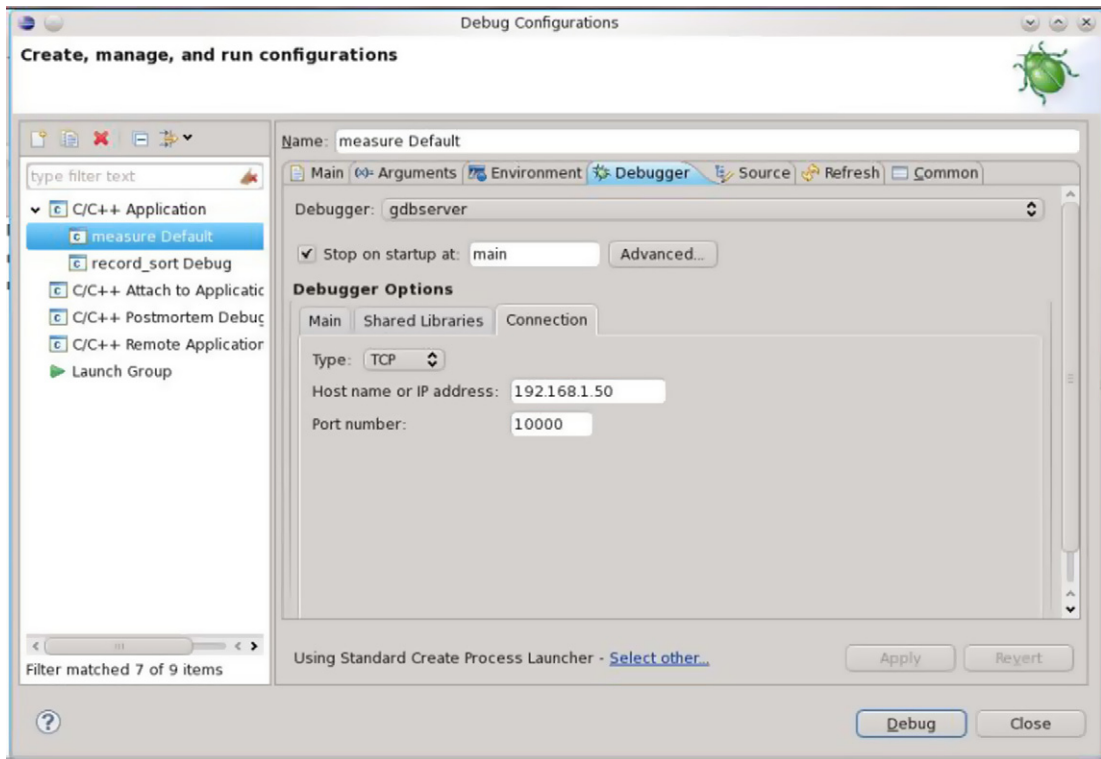 Debug Configurations
Create, manage, and run configurations
type filter text
C/C++ Application
measure Default
record_sort Debug
C/C++ Attach to Applicatic
C/C++ Postmortem Debug
C/C++ Remote Application
Launch Group
Filter matched 7 of 9 items
Name: measure Default
Main (x)= Arguments Environment Debugger Source Refresh Common
Debugger: gdbserver
Stop on startup at: main Advanced...
Debugger Options
Main Shared Libraries Connection
Type: TCP
Host name or IP address: 192.168.1.50
Port number: 10000
Using Standard Create Process Launcher - Select other...
Apply Revert
Debug Close